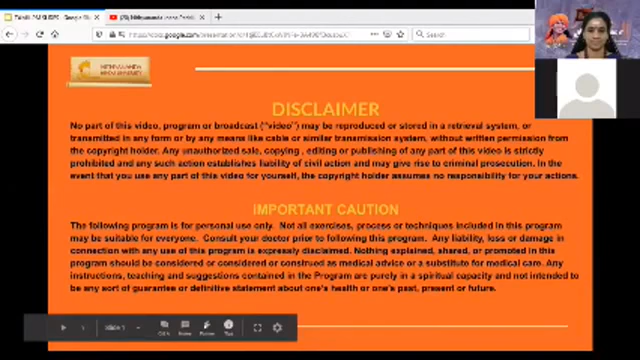 Search
NITHYANANDA
DISCLAIMER
No part of this video, program or broadcast ("video") may be reproduced or stored in a retrieval system, or
transmitted in any form or by any means like cable or similar transmission system, without written permission from
the copyright holder. Any unauthorized sale, copying , editing or publishing of any part of this video is strictly
prohibited and any such action establishes liability of civil action and may give rise to criminal prosecution. In the
event that you use any part of this video for yourself, the copyright holder assumes no responsibility for your actions.
IMPORTANT CAUTION
The following program is for personal use only. Not all exercises, process or techniques included in this program
may be suitable for everyone. Consult your doctor prior to following this program. Any liability, loss or damage in
connection with any use of this program is expressly disclaimed. Nothing explained, shared, or promoted in this
program should be considered or considered or construed as medical advice or a substitute for medical care. Any
instructions, teaching and suggestions contained in the Program are purely in a spiritual capacity and not intended to
be any sort of guarantee or definitive statement about one's health or one's past, present or future.
Slide 1